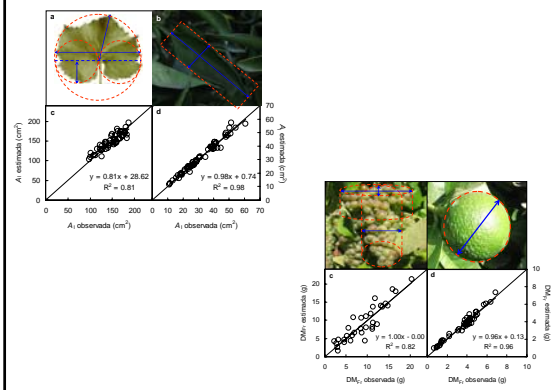 a
b
c
d
A₁ estimada (cm²)
200
150
100
50
0
y = 0.81x + 28.62
R² = 0.81
y = 0.98x + 0.74
R² = 0.98
70
60
50
40
30
20
10
0
A₁ estimada (cm²)
0 50 100 150 200
0 10 20 30 40 50 60 70
A₁ observada (cm²)
A₁ observada (cm²)
c
d
estimada (g)
20
15
10
5
0
y = 1.00x - 0.00
R² = 0.82
y = 0.96x + 0.13
R² = 0.96
10
8
6
4
2
0
estimada (g)
0 5 10 15 20
0 2 4 6 8 10
observada (g)
observada (g)